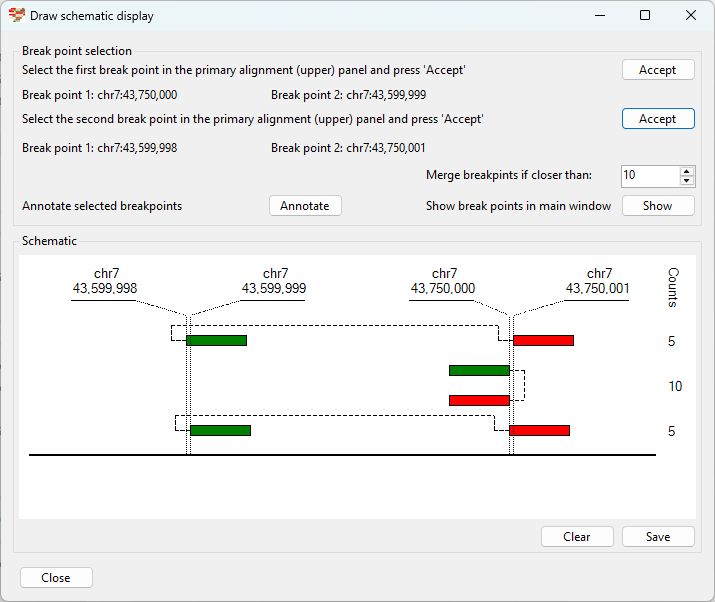 Draw schematic display
Break point selection
Select the first break point in the primary alignment (upper) panel and press 'Accept'
Accept
Break point 1: chr7:43,750,000
Break point 2: chr7:43,599,999
Select the second break point in the primary alignment (upper) panel and press 'Accept'
Accept
Break point 1: chr7:43,599,998
Break point 2: chr7:43,750,001
Merge breakpints if closer than:
10
Annotate selected breakpoints
Annotate
Show break points in main window
Show
Schematic
chr7
43,599,998
chr7
43,599,999
chr7
43,750,000
chr7
43,750,001
Counts
5
10
5
Clear
Save
Close